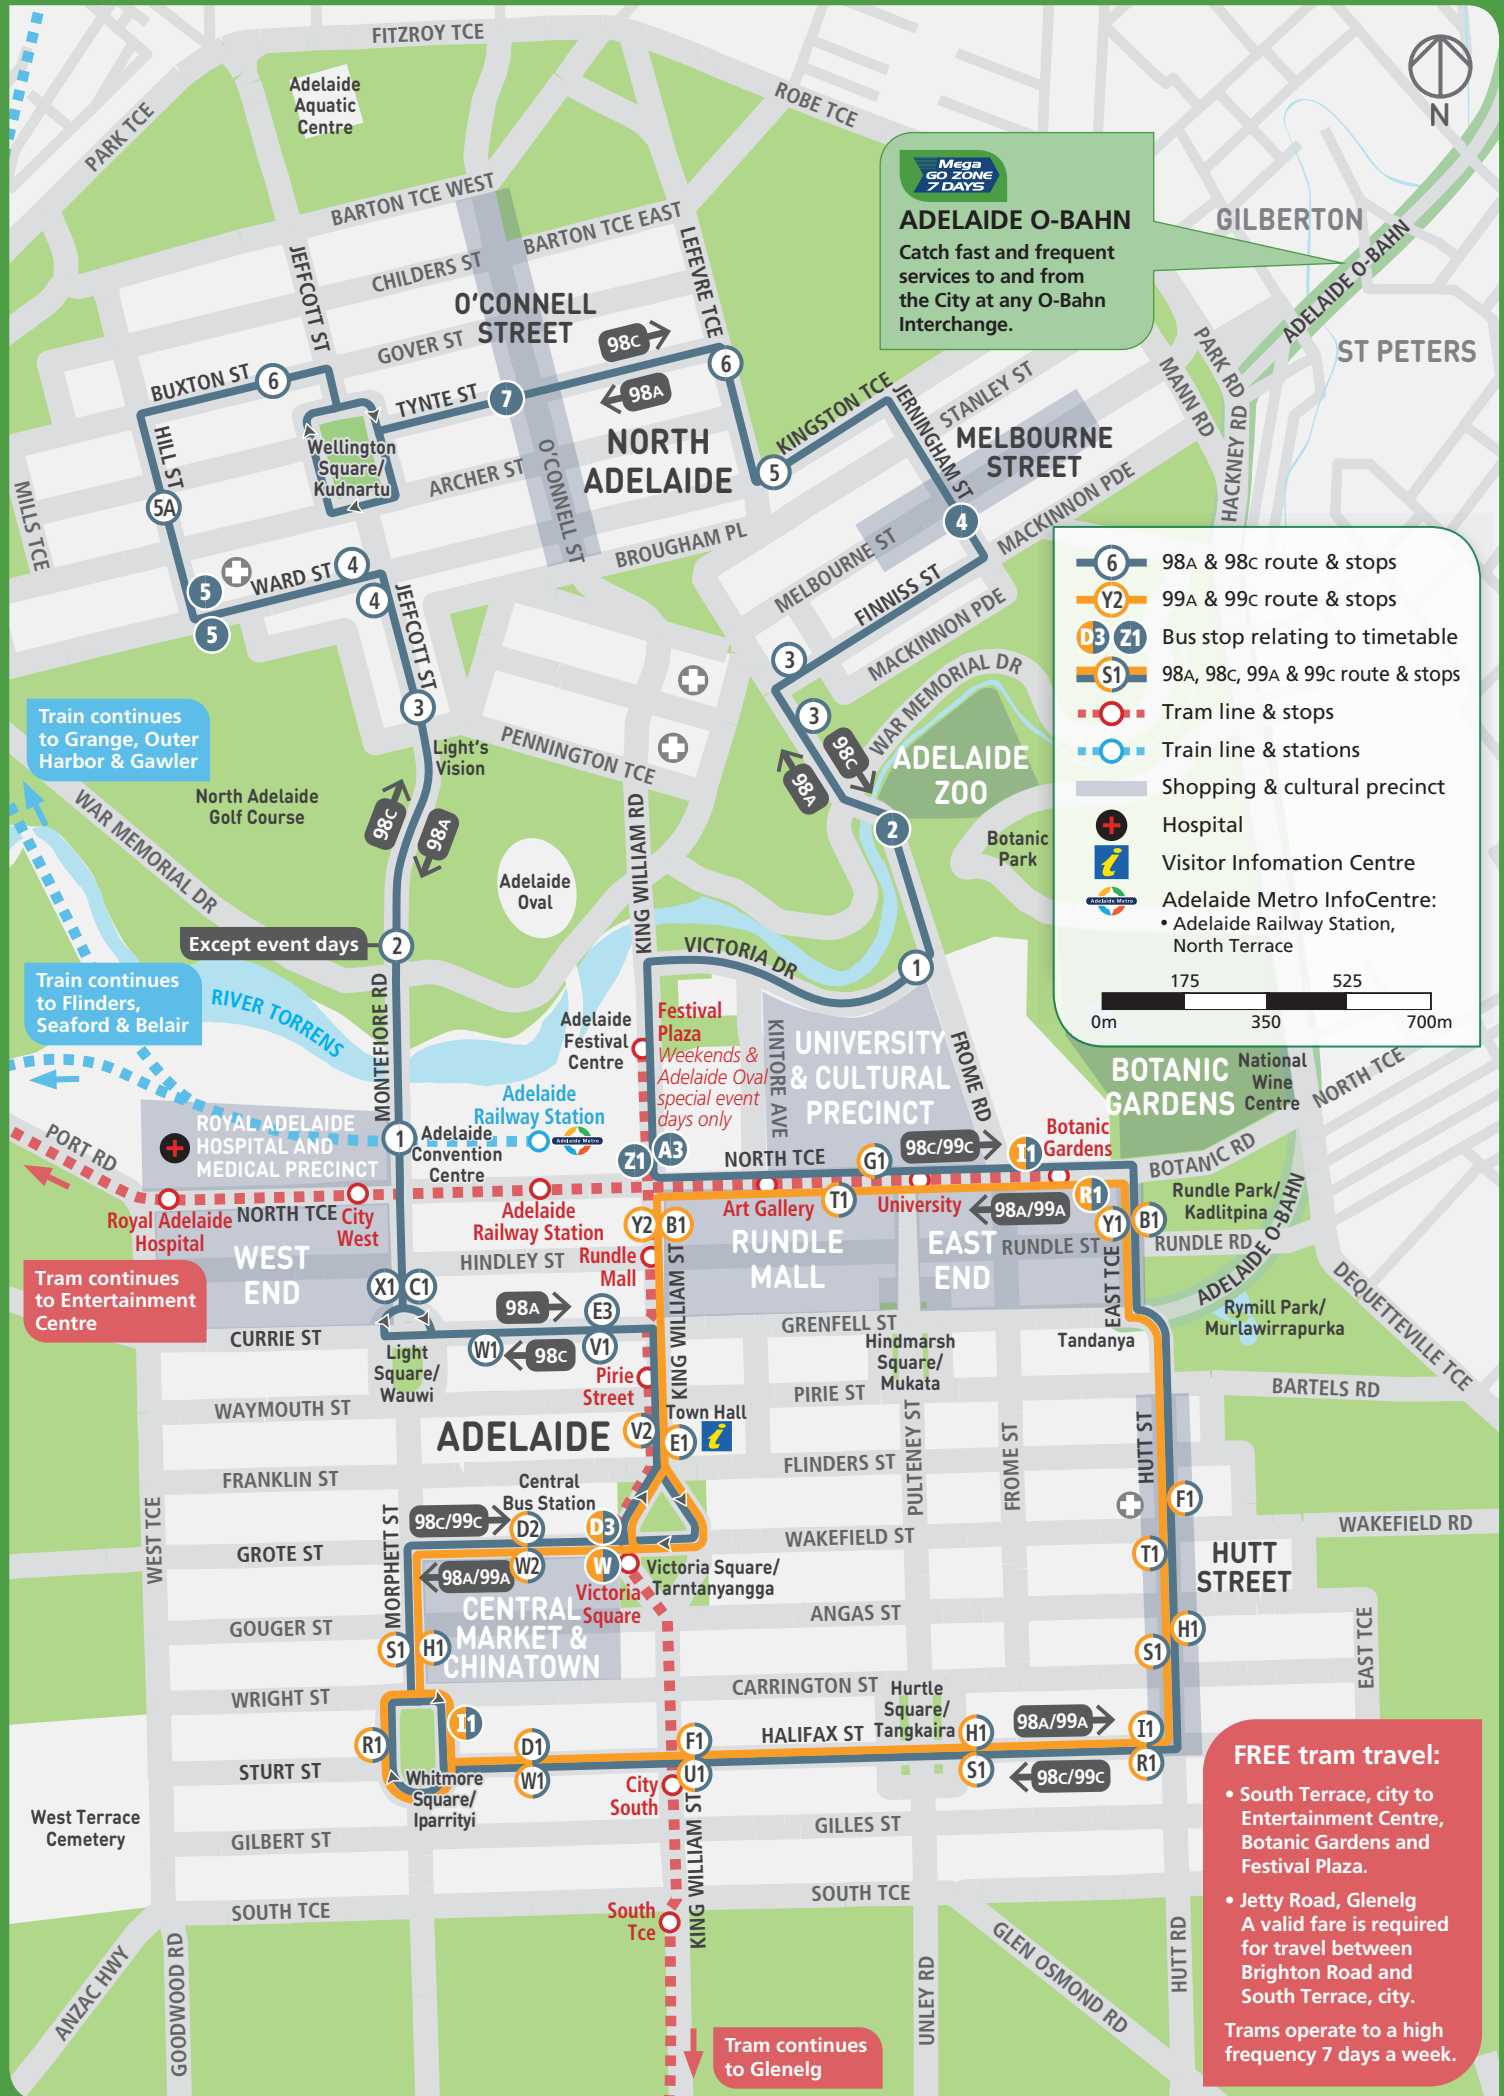 FITZROY TCE
Adelaide
Aquatic
Centre
PARK TCE
ROBE TCE
N
BARTON TCE WEST
BARTON TCE EAST
Mega
GO ZONE
7 DAYS
ADELAIDE O-BAHN
Catch fast and frequent
services to and from
the City at any O-Bahn
Interchange.
GILBERTON
ADELAIDE O-BAHN
ST PETERS
JEFFCOTT ST
CHILDERS ST
LEFEVRE TCE
O'CONNELL
STREET
GOVER ST
98C
98A
6
BUXTON ST
6
TYNTE ST
7
HILL ST
Wellington
Square/
Kudnartu
ARCHER ST
O'CONNELL ST
NORTH
ADELAIDE
5
KINGSTON TCE
JERNINGHAM ST
STANLEY ST
MELBOURNE
STREET
MANN RD
PARK RD
HACKNEY RD
MACKINNON PDE
MILLS TCE
5A
4
BROUGHAM PL
MELBOURNE ST
FINNISS ST
MACKINNON PDE
5
WARD ST
4
4
5
JEFFCOTT ST
3
3
3
WAR MEMORIAL DR
98C
98A
ADELAIDE
ZOO
2
Botanic
Park
6
98A & 98C route & stops
Y2
99A & 99C route & stops
D3
Z1
Bus stop relating to timetable
S1
98A, 98C, 99A & 99C route & stops
Tram line & stops
Train line & stations
Shopping & cultural precinct
Hospital
i
Visitor Infomation Centre
Adelaide Metro
Adelaide Metro InfoCentre:
• Adelaide Railway Station,
North Terrace
175
525
0m
350
700m
Train continues
to Grange, Outer
Harbor & Gawler
Light's
Vision
PENNINGTON TCE
North Adelaide
Golf Course
WAR MEMORIAL DR
98C
98A
Adelaide
Oval
KING WILLIAM RD
Except event days
2
VICTORIA DR
1
Train continues
to Flinders,
Seaford & Belair
RIVER TORRENS
MONTEFIORE RD
Adelaide
Festival
Centre
Festival
Plaza
Weekends &
Adelaide Oval
special event
days only
KINTORE AVE
UNIVERSITY
& CULTURAL
PRECINCT
FROME RD
BOTANIC
GARDENS
National
Wine
Centre
NORTH TCE
Adelaide
Railway Station
Adelaide Metro
ROYAL ADELAIDE
HOSPITAL AND
MEDICAL PRECINCT
1
Adelaide
Convention
Centre
PORT RD
Z1
A3
NORTH TCE
G1
98C/99C
I1
Botanic
Gardens
BOTANIC RD
Royal Adelaide
Hospital
NORTH TCE
City
West
Adelaide
Railway Station
Art Gallery
T1
University
98A/99A
R1
Y1
B1
Rundle Park/
Kadlitpina
RUNDLE RD
ADELAIDE O-BAHN
DEQUETTEVILLE TCE
Y2
B1
HINDLEY ST
Rundle
Mall
RUNDLE
MALL
EAST
END
RUNDLE ST
EAST TCE
WEST
END
Tram continues
to Entertainment
Centre
X1
C1
98A
E3
KING WILLIAM ST
GRENFELL ST
Rymill Park/
Murlawirrapurka
CURRIE ST
W1
98C
V1
Light
Square/
Wauwi
Hindmarsh
Square/
Mukata
Tandanya
Pirie
Street
PIRIE ST
BARTELS RD
WAYMOUTH ST
ADELAIDE
V2
Town Hall
E1
i
PULTENEY ST
FROME ST
HUTT ST
FRANKLIN ST
FLINDERS ST
Central
Bus Station
F1
WEST TCE
MORPHETT ST
98C/99C
D2
D3
WAKEFIELD ST
WAKEFIELD RD
GROTE ST
98A/99A
W2
W
Victoria Square/
Tarntanyangga
Victoria
Square
T1
HUTT
STREET
CENTRAL
MARKET &
CHINATOWN
GOUGER ST
ANGAS ST
EAST TCE
S1
H1
H1
S1
WRIGHT ST
CARRINGTON ST
Hurtle
Square/
Tangkaira
I1
R1
D1
F1
HALIFAX ST
H1
98A/99A
I1
STURT ST
Whitmore
Square/
Iparrityi
W1
City
South
U1
S1
98C/99C
R1
West Terrace
Cemetery
GILBERT ST
GILLES ST
KING WILLIAM ST
SOUTH TCE
SOUTH TCE
South
Tce
ANZAC HWY
GOODWOOD RD
UNLEY RD
GLEN OSMOND RD
HUTT RD
Tram continues
to Glenelg
FREE tram travel:
• South Terrace, city to
Entertainment Centre,
Botanic Gardens and
Festival Plaza.
• Jetty Road, Glenelg
A valid fare is required
for travel between
Brighton Road and
South Terrace, city.
Trams operate to a high
frequency 7 days a week.